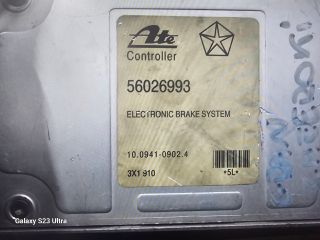 Ate
Controller
56026993
ELECTRONIC BRAKE SYSTEM
10.0941-0902.4
3X1 910
*5L*
Galaxy S23 Ultra